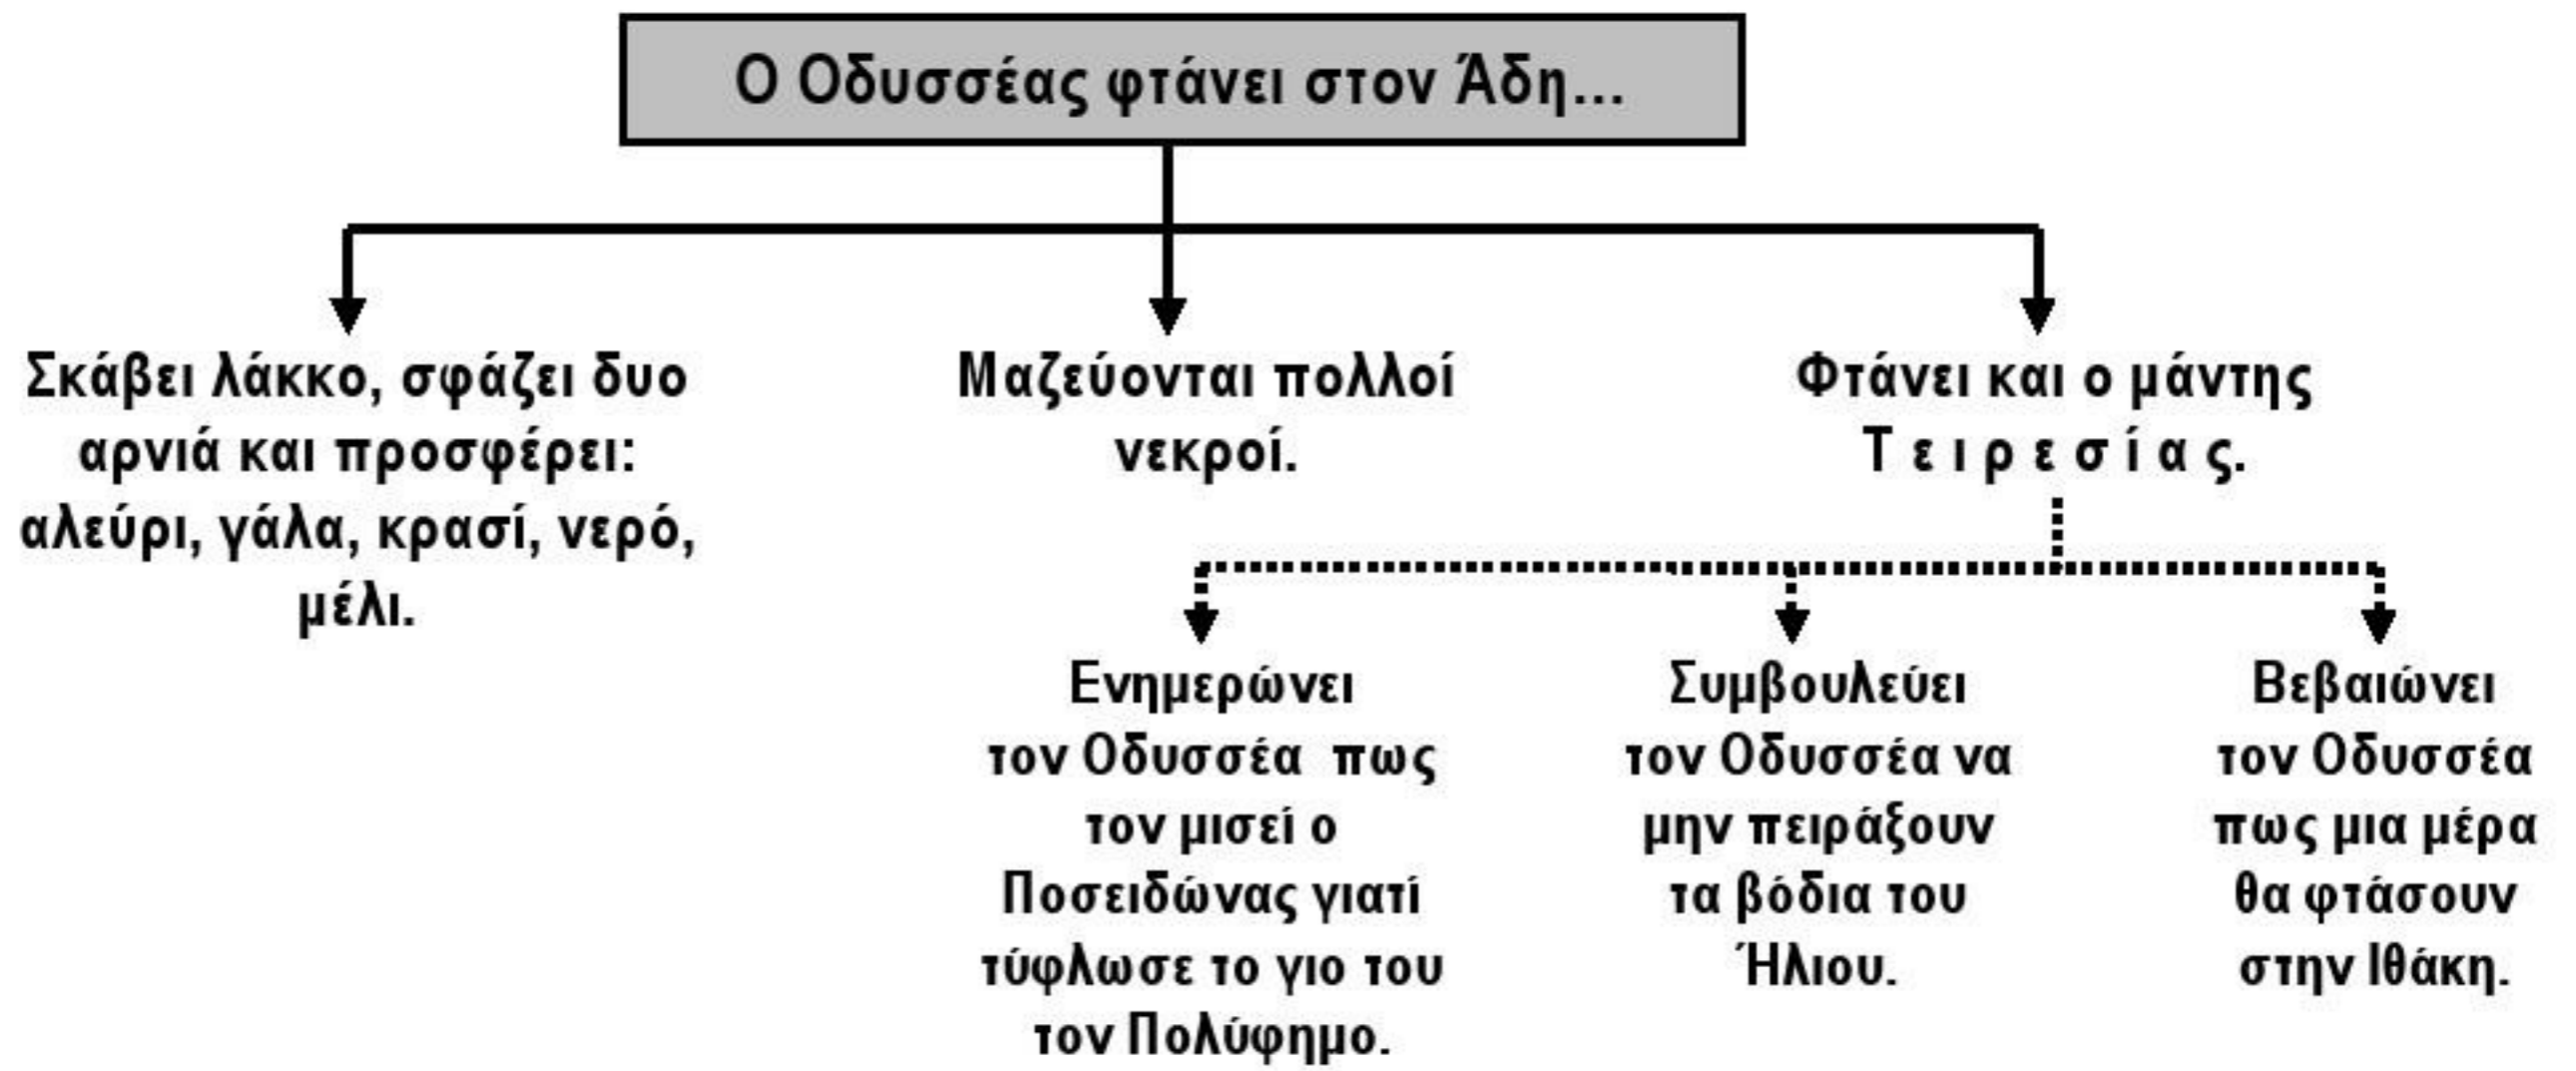 Ο Οδυσσέας φτάνει στον Άδη...
Σκάβει λάκκο, σφάζει δυο
αρνιά και προσφέρει:
αλεύρι, γάλα, κρασί, νερό,
μέλι.
Μαζεύονται πολλοί
νεκροί.
Φτάνει και ο μάντης
Τ ε ι ρ ε σ ί α ς.
Ενημερώνει
τον Οδυσσέα πως
τον μισεί ο
Ποσειδώνας γιατί
τύφλωσε το γιο του
τον Πολύφημο.
Συμβουλεύει
τον Οδυσσέα να
μην πειράξουν
τα βόδια του
Ήλιου.
Βεβαιώνει
τον Οδυσσέα
πως μια μέρα
θα φτάσουν
στην Ιθάκη.